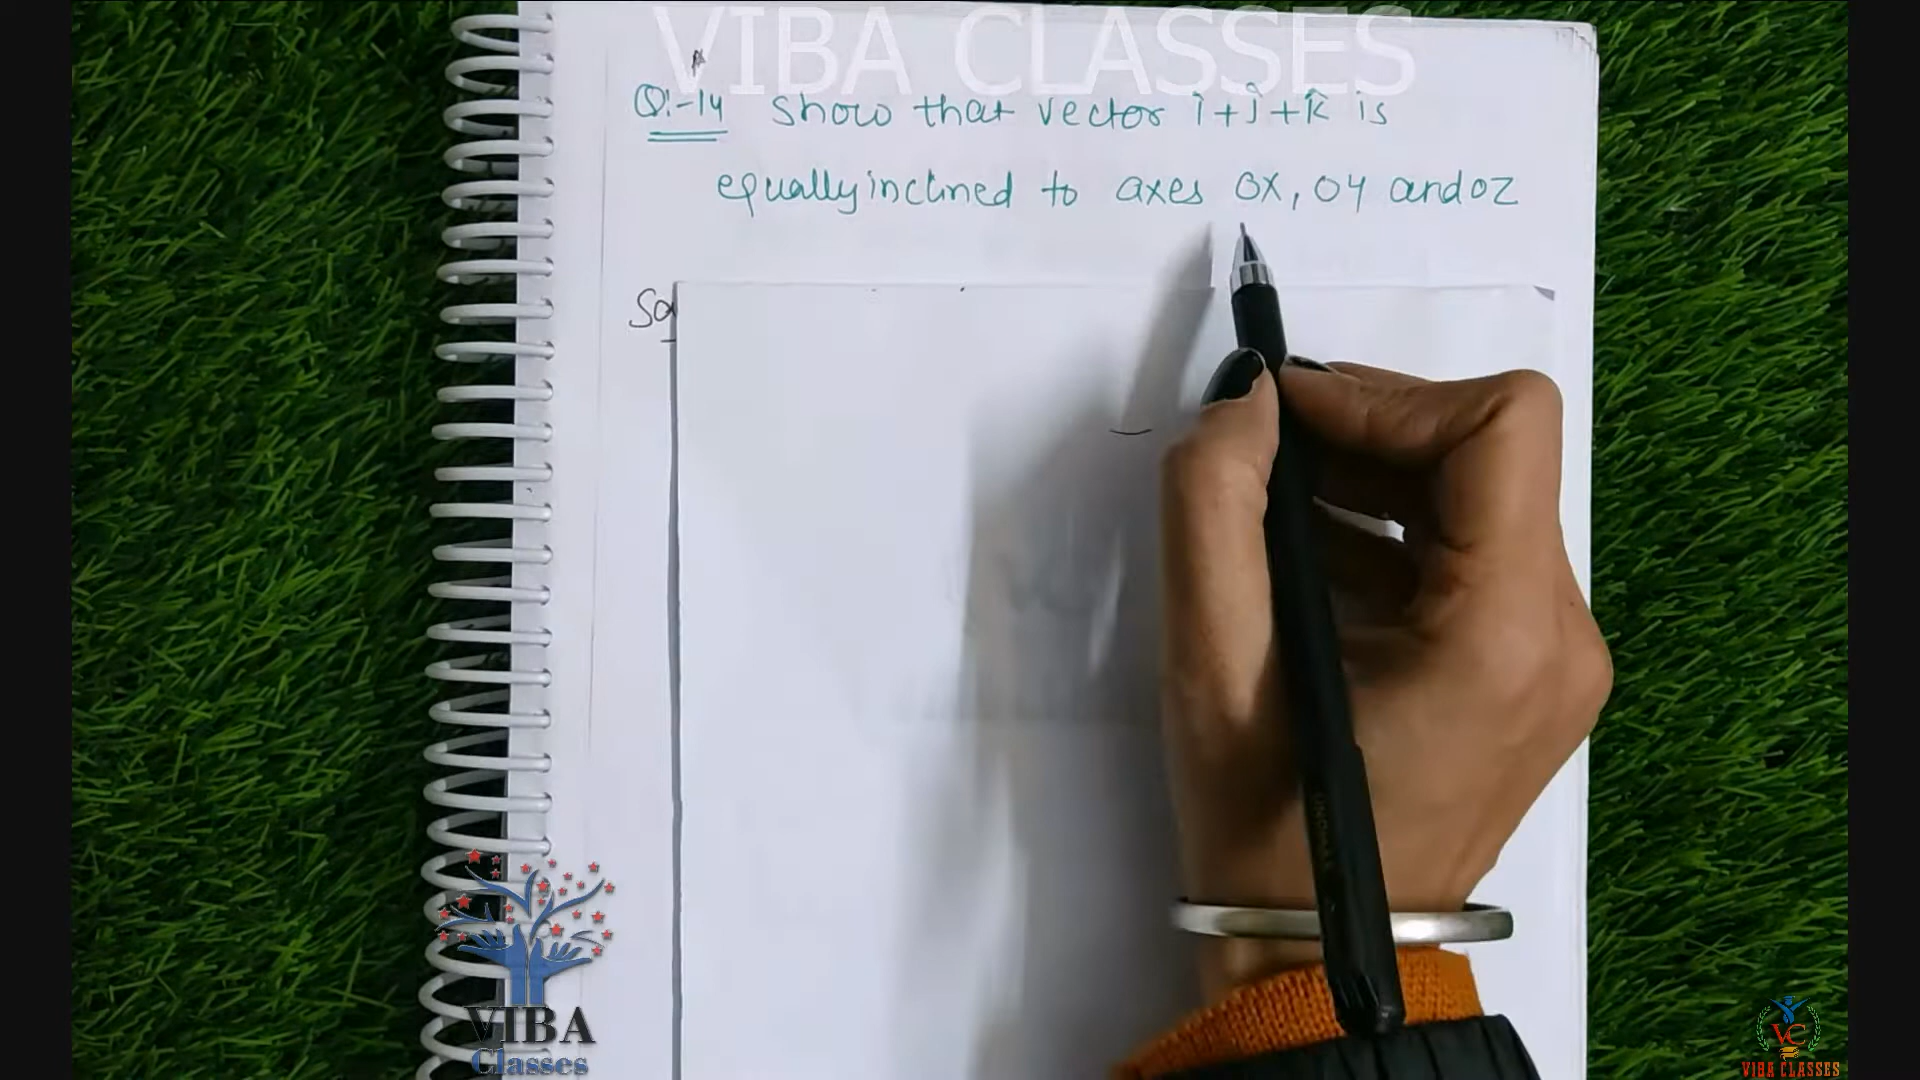 VIBA CLASSES
Q:-14 Show that vector î+ĵ+k̂ is
equally inclined to axes OX, OY and OZ
So
VIBA
Classes
VC
VIBA CLASSES